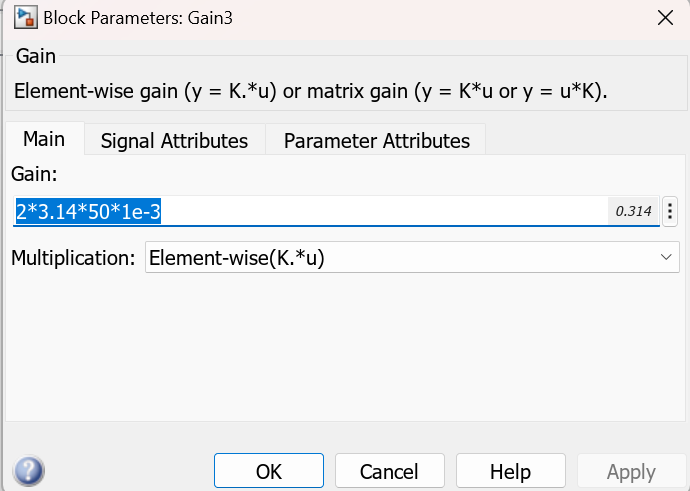 Block Parameters: Gain3
Gain
Element-wise gain (y = K.*u) or matrix gain (y = K*u or y = u*K).
Main Signal Attributes Parameter Attributes
Gain:
2*3.14*50*1e-3 0.314
Multiplication: Element-wise(K.*u)
? OK Cancel Help Apply